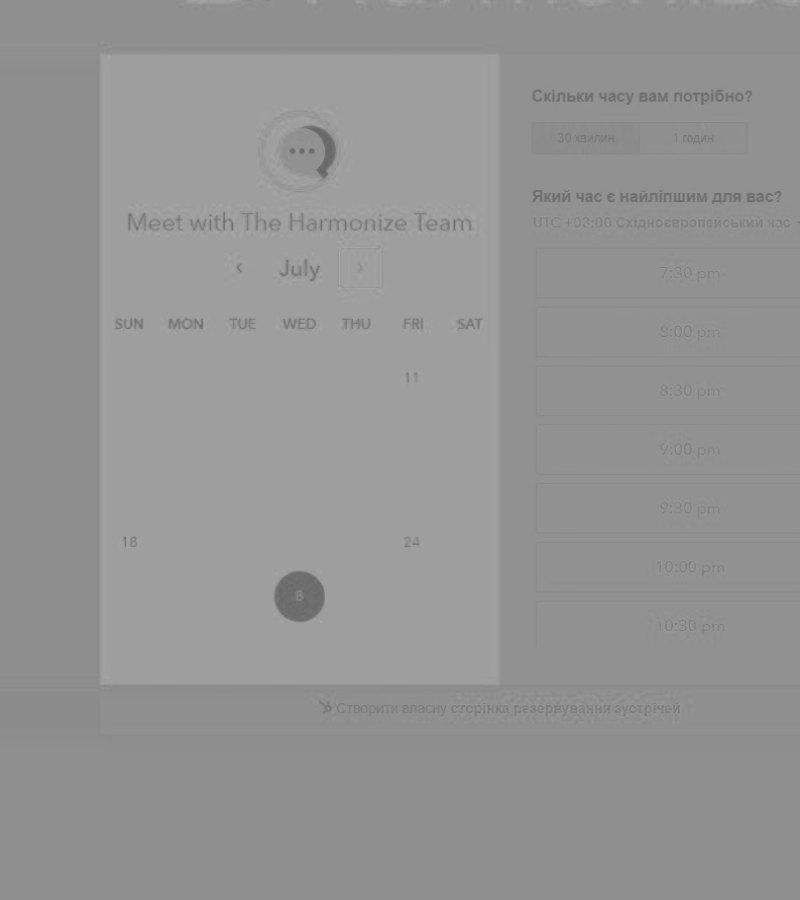 Meet with The Harmonize Team
July
SUN MON TUE WED THU FRI SAT
11
18 24
8
Скільки часу вам потрібно?
30 хвилин 1 годин
Який час є найліпшим для вас?
UTC +03:00 Східноєвропейський час
7:30 pm
8:00 pm
8:30 pm
9:00 pm
9:30 pm
10:00 pm
10:30 pm
Створити власну сторінка резервування зустрічей